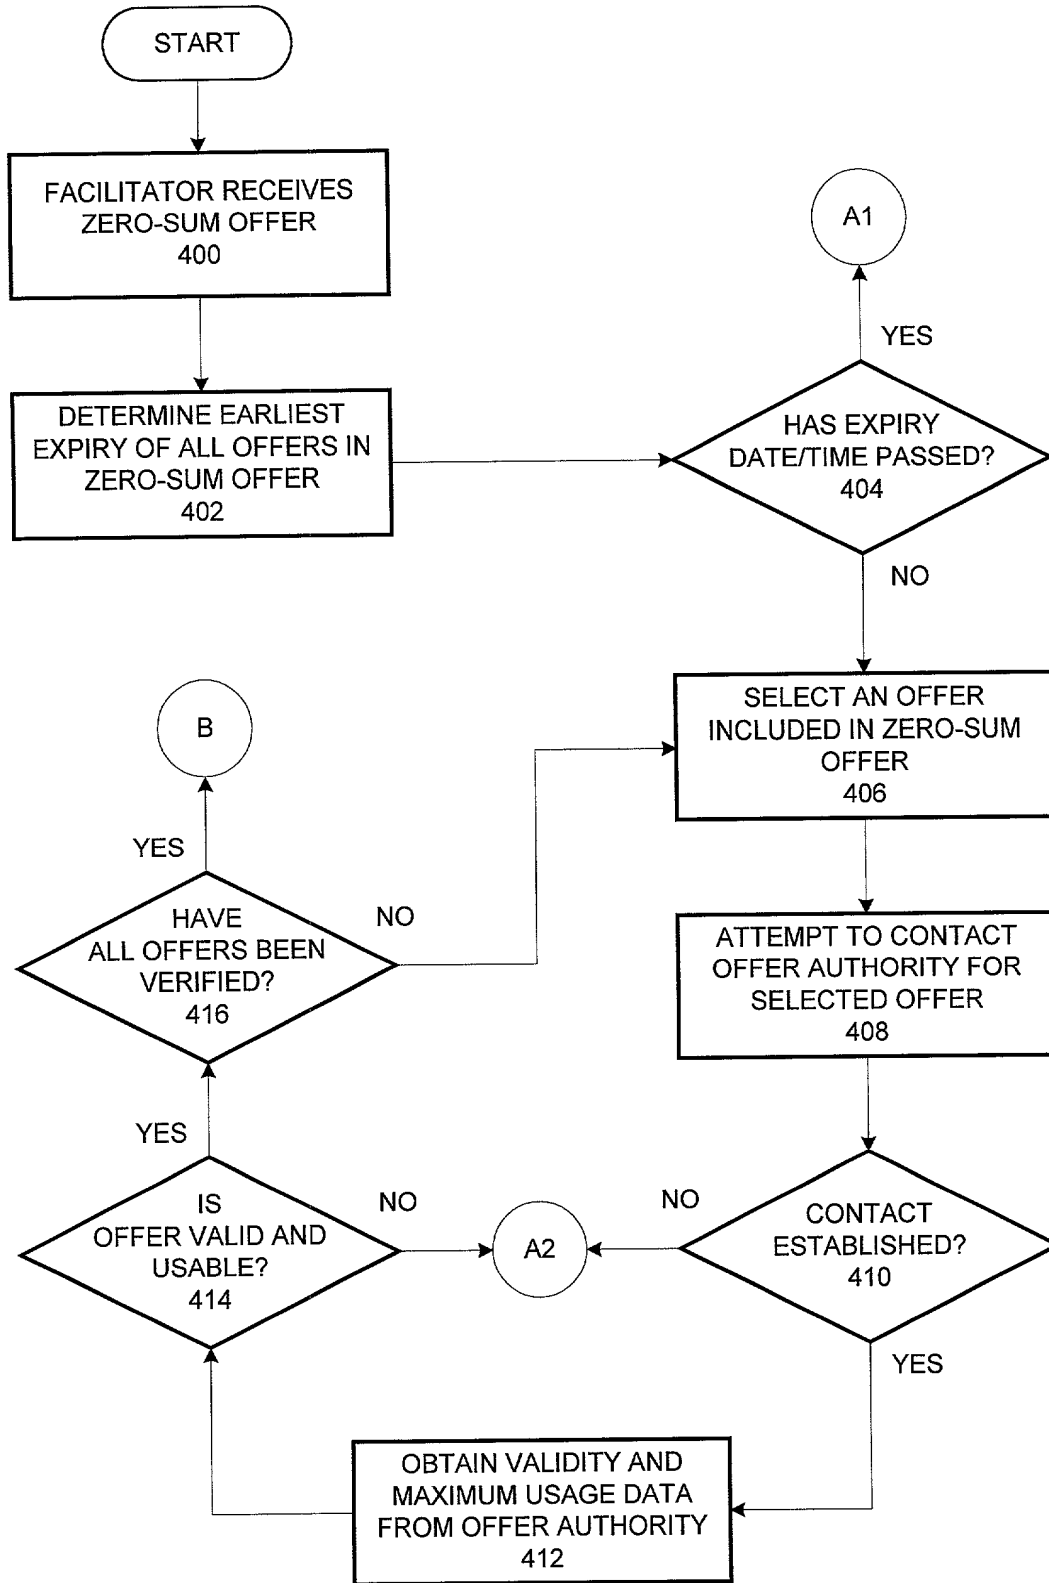 START
FACILITATOR RECEIVES
ZERO-SUM OFFER
400
A1
YES
DETERMINE EARLIEST
EXPIRY OF ALL OFFERS IN
ZERO-SUM OFFER
402
HAS EXPIRY
DATE/TIME PASSED?
404
NO
SELECT AN OFFER
INCLUDED IN ZERO-SUM
OFFER
406
B
YES
HAVE
ALL OFFERS BEEN
VERIFIED?
416
NO
ATTEMPT TO CONTACT
OFFER AUTHORITY FOR
SELECTED OFFER
408
YES
IS
OFFER VALID AND
USABLE?
414
NO
A2
NO
CONTACT
ESTABLISHED?
410
YES
OBTAIN VALIDITY AND
MAXIMUM USAGE DATA
FROM OFFER AUTHORITY
412